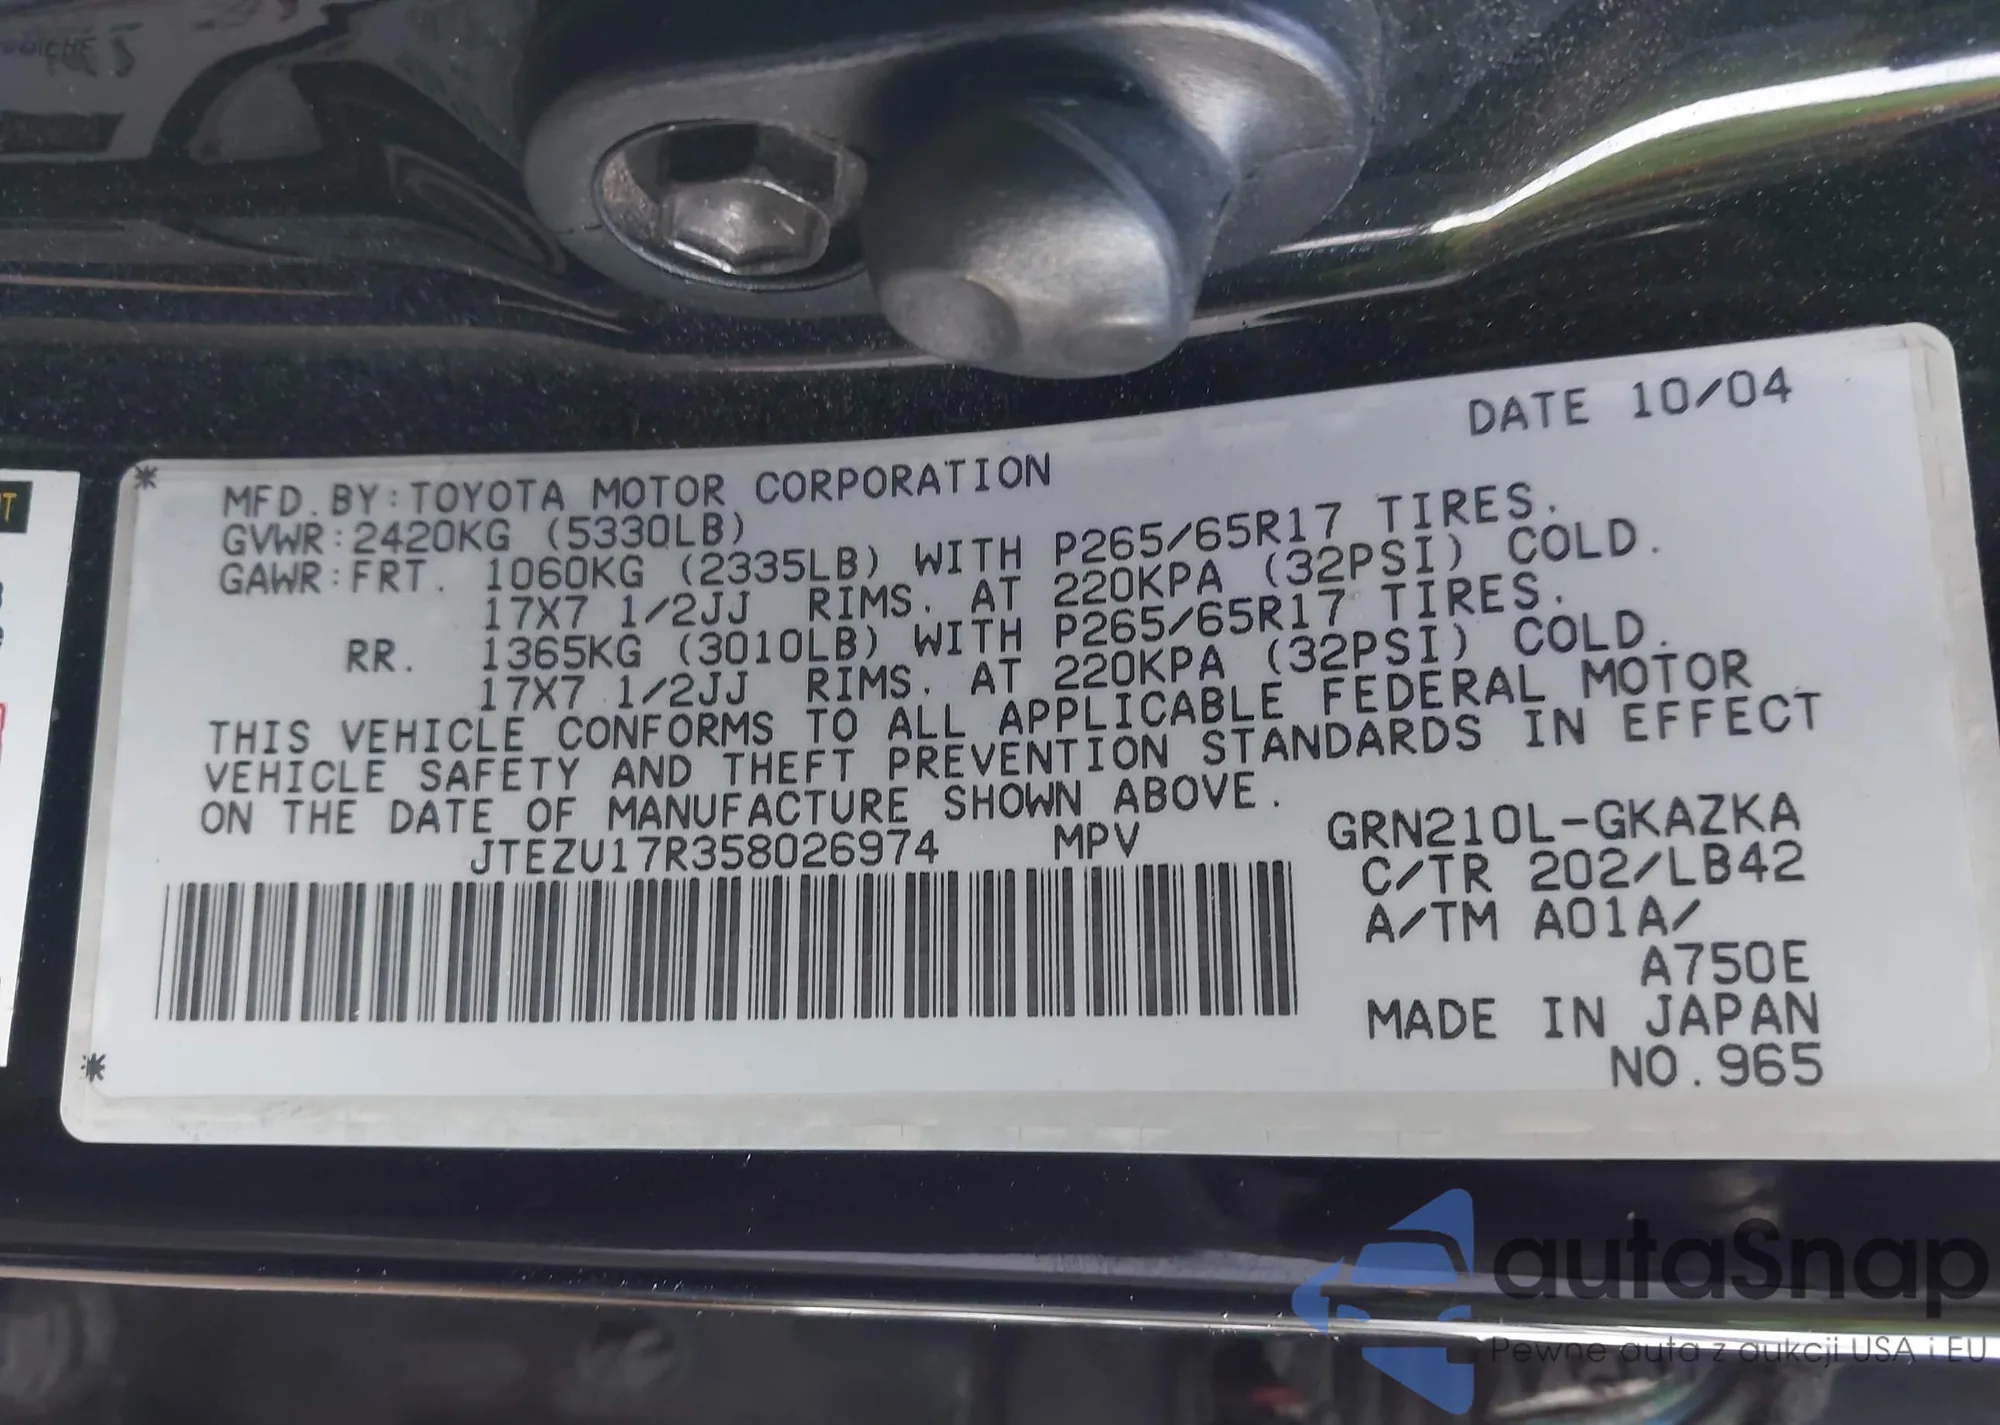 DATE 10/04
MFD.BY:TOYOTA MOTOR CORPORATION
GVWR:2420KG (5330LB)
GAWR:FRT. 1060KG (2335LB) WITH P265/65R17 TIRES.
17X7 1/2JJ RIMS. AT 220KPA (32PSI) COLD.
RR. 1365KG (3010LB) WITH P265/65R17 TIRES.
17X7 1/2JJ RIMS. AT 220KPA (32PSI) COLD.
THIS VEHICLE CONFORMS TO ALL APPLICABLE FEDERAL MOTOR
VEHICLE SAFETY AND THEFT PREVENTION STANDARDS IN EFFECT
ON THE DATE OF MANUFACTURE SHOWN ABOVE.
JTEZU17R358026974 MPV
GRN210L-GKAZKA
C/TR 202/LB42
A/TM A01A/
A750E
MADE IN JAPAN
NO.965
autaSnap
Pewne auta z aukcji USA i EU